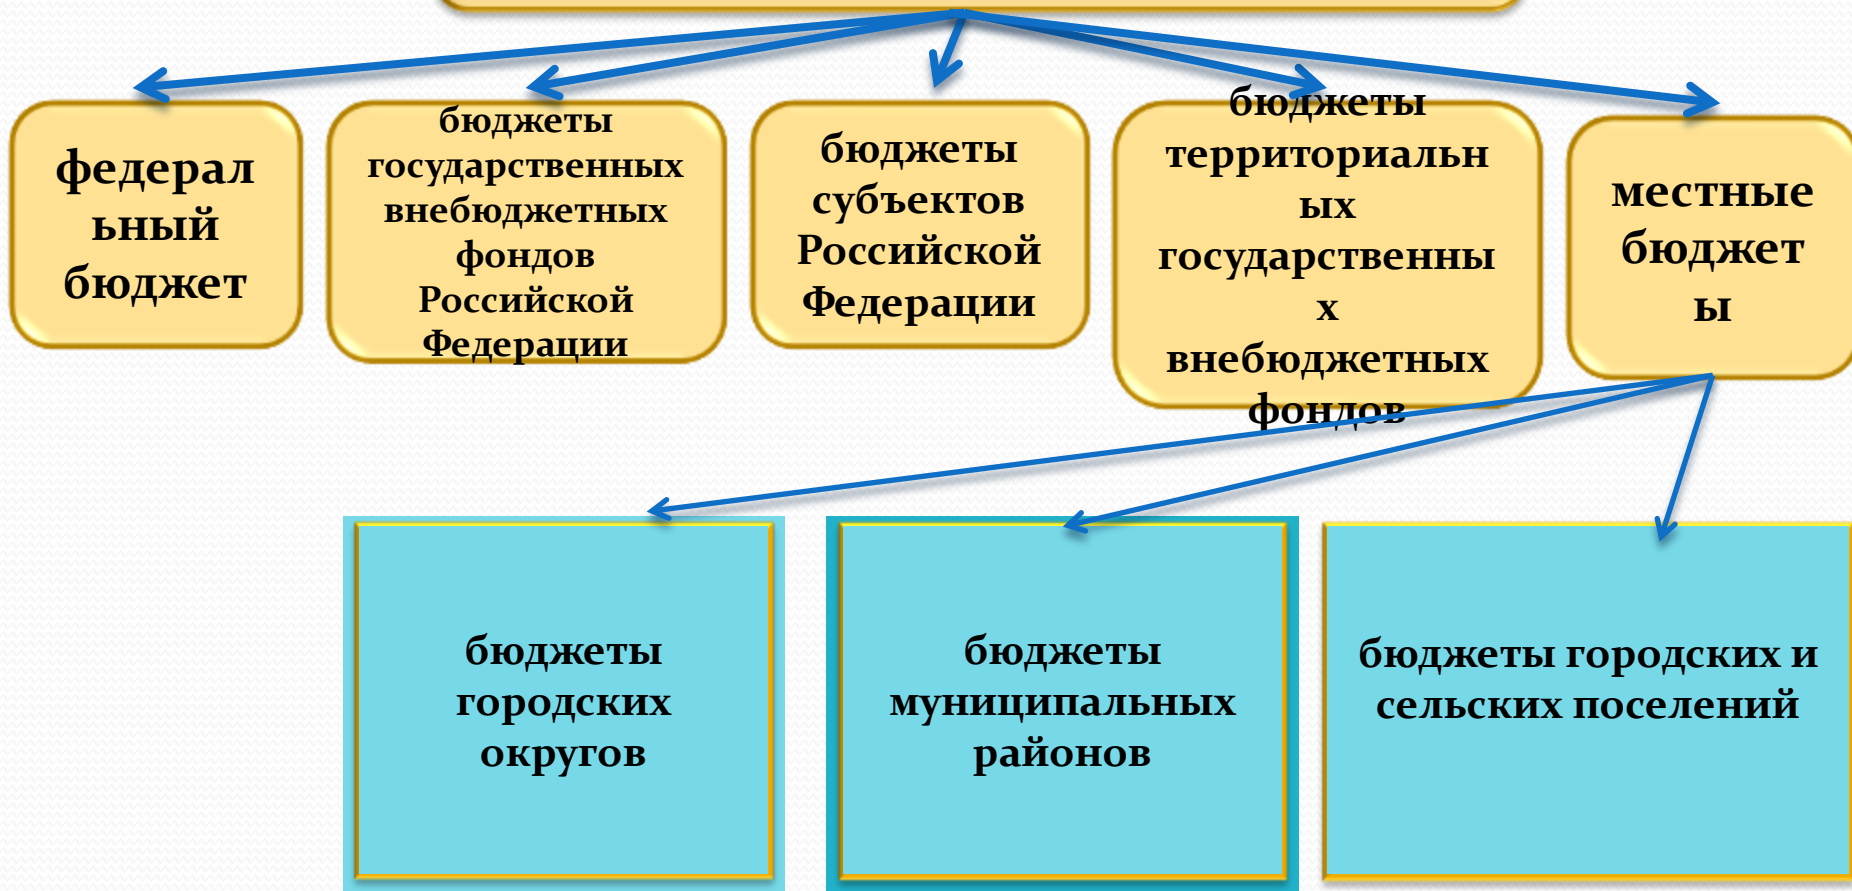 федерал
ьный
бюджет
бюджеты
государственных
внебюджетных
фондов
Российской
Федерации
бюджеты
субъектов
Российской
Федерации
бюджеты
территориальн
ых
государственны
х
внебюджетных
фондов
местные
бюджет
ы
бюджеты
городских
округов
бюджеты
муниципальных
районов
бюджеты городских и
сельских поселений